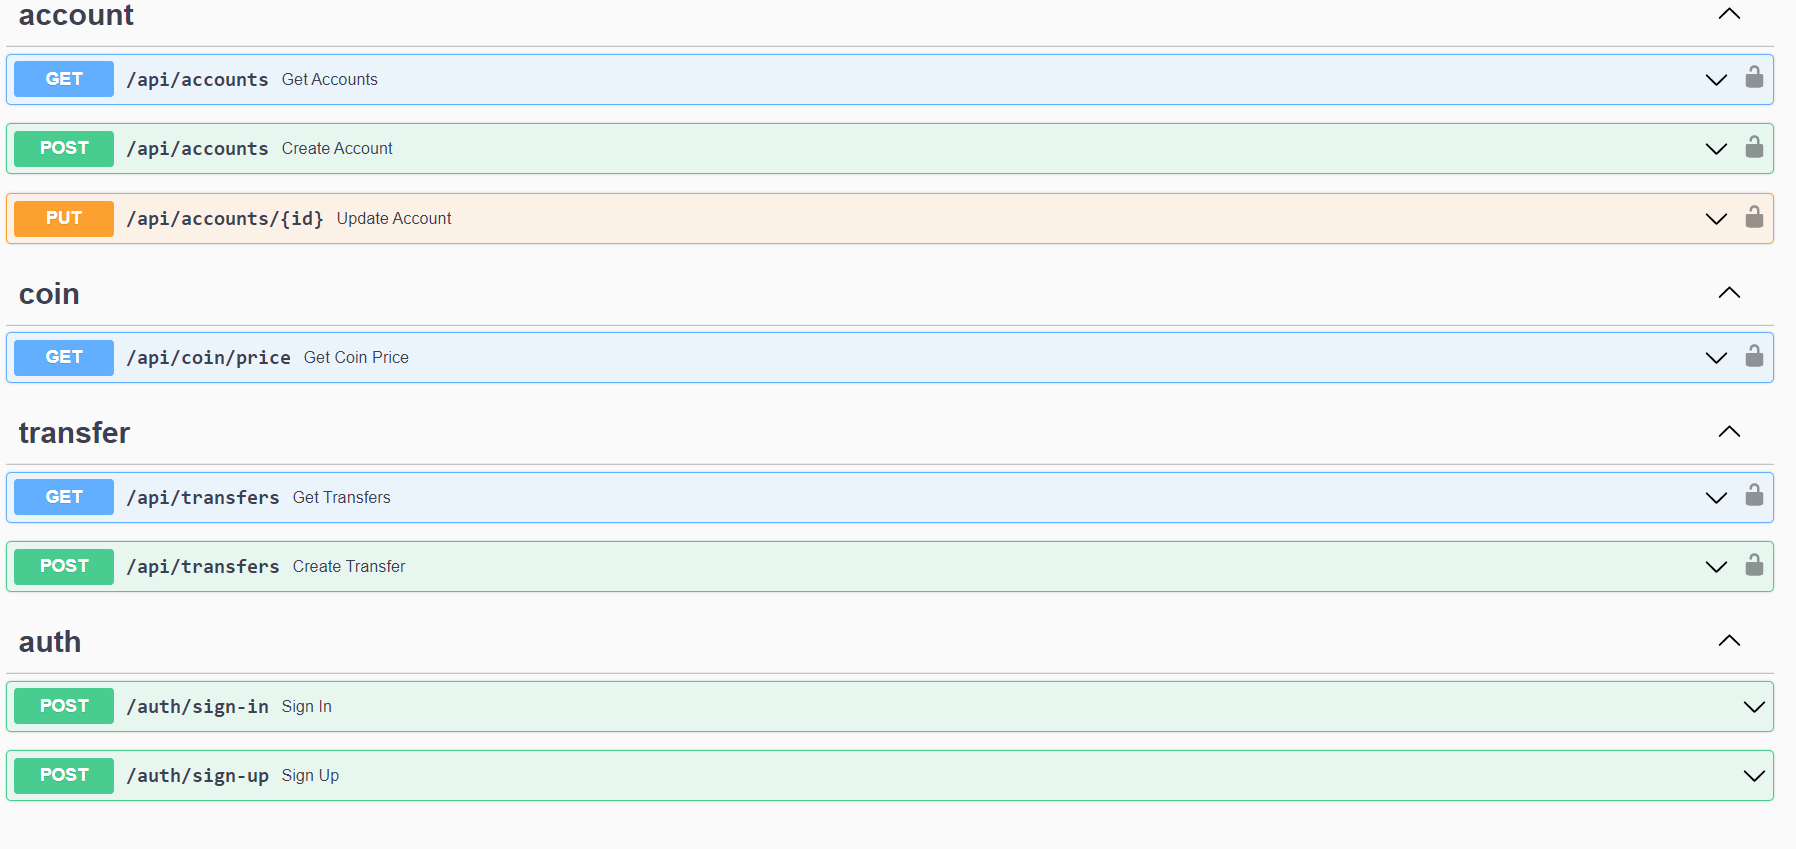 account
GET /api/accounts Get Accounts
POST /api/accounts Create Account
PUT /api/accounts/{id} Update Account
coin
GET /api/coin/price Get Coin Price
transfer
GET /api/transfers Get Transfers
POST /api/transfers Create Transfer
auth
POST /auth/sign-in Sign In
POST /auth/sign-up Sign Up